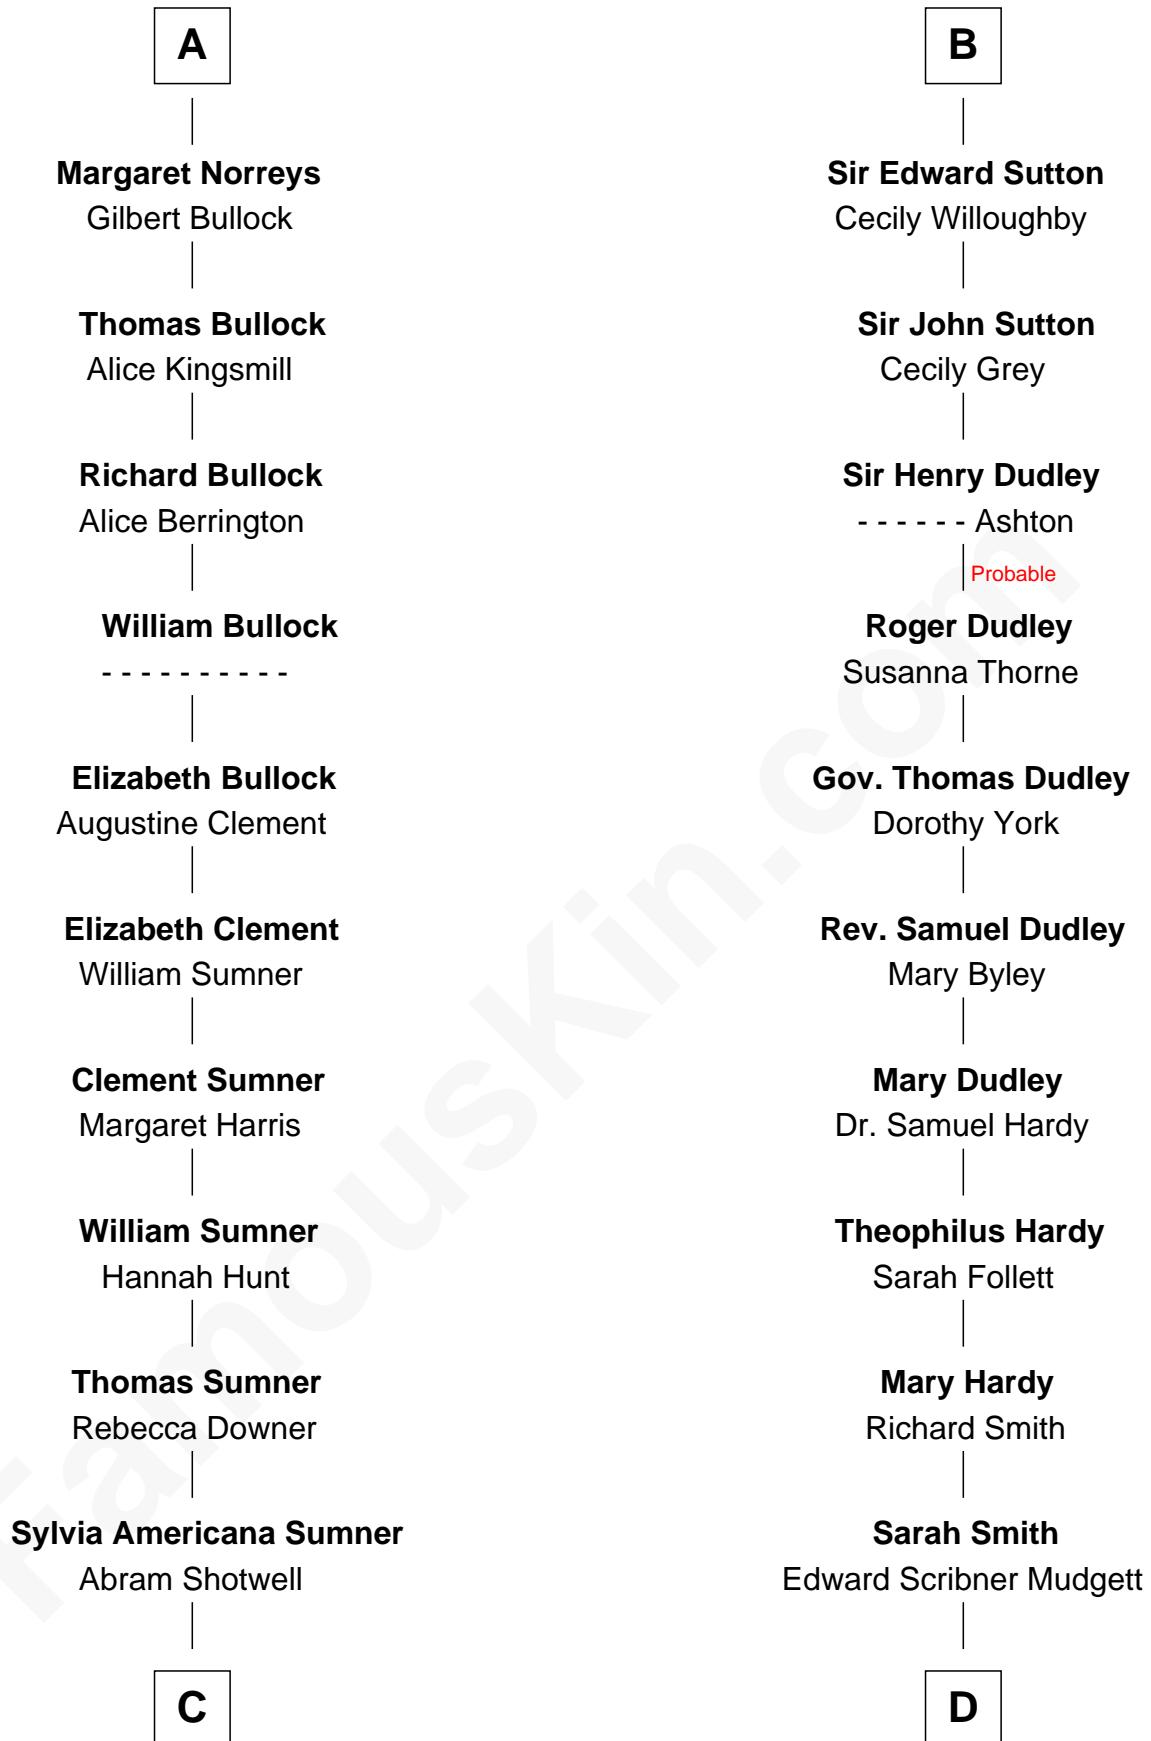 A
Margaret Norreys
Gilbert Bullock
Thomas Bullock
Alice Kingsmill
Richard Bullock
Alice Berrington
William Bullock
- - - - - - - - - -
Elizabeth Bullock
Augustine Clement
Elizabeth Clement
William Sumner
Clement Sumner
Margaret Harris
William Sumner
Hannah Hunt
Thomas Sumner
Rebecca Downer
Sylvia Americana Sumner
Abram Shotwell
C
B
Sir Edward Sutton
Cecily Willoughby
Sir John Sutton
Cecily Grey
Sir Henry Dudley
- - - - - - Ashton
Probable
Roger Dudley
Susanna Thorne
Gov. Thomas Dudley
Dorothy York
Rev. Samuel Dudley
Mary Byley
Mary Dudley
Dr. Samuel Hardy
Theophilus Hardy
Sarah Follett
Mary Hardy
Richard Smith
Sarah Smith
Edward Scribner Mudgett
D
FamousKin.com